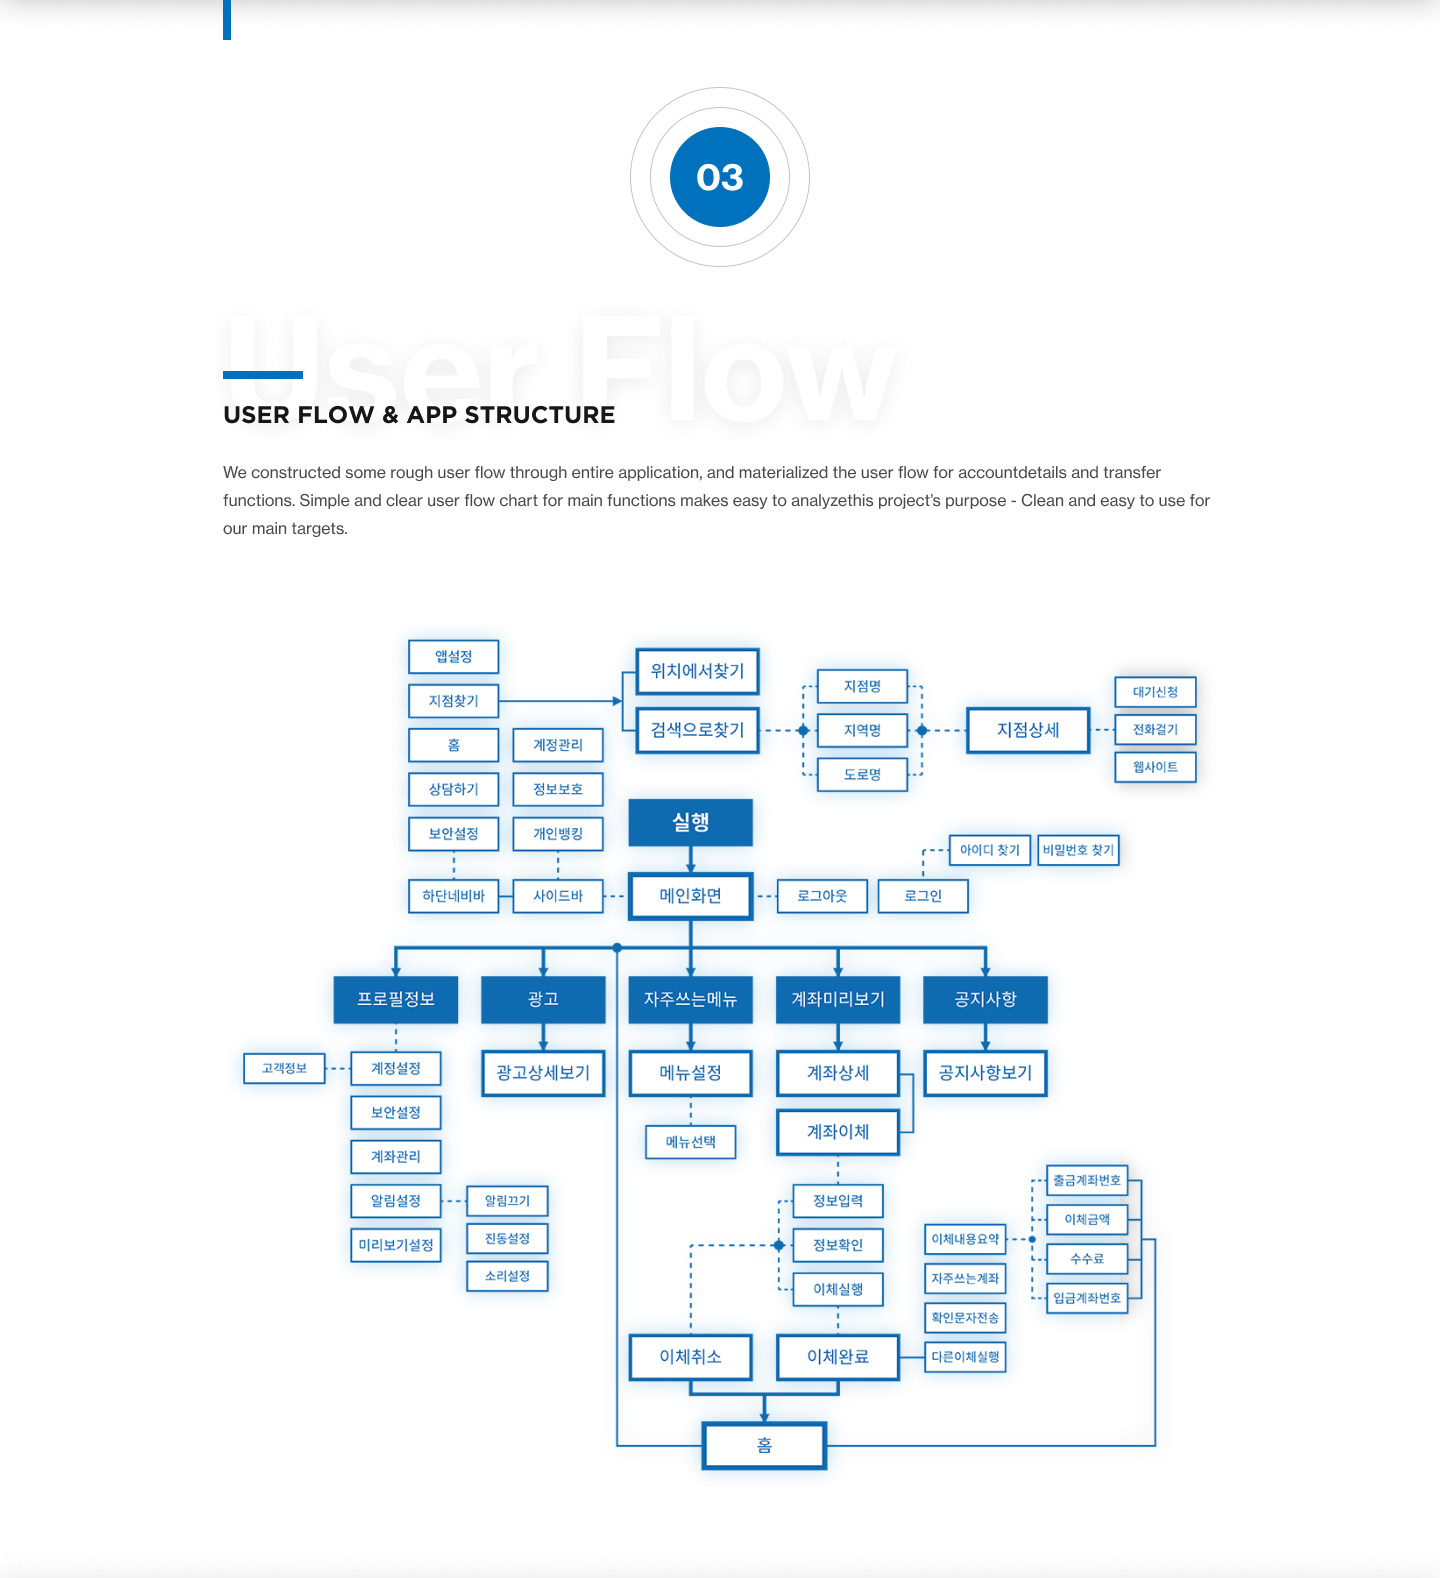 03
User Flow
USER FLOW & APP STRUCTURE
We constructed some rough user flow through entire application, and materialized the user flow for accountdetails and transfer
functions. Simple and clear user flow chart for main functions makes easy to analyzethis project's purpose - Clean and easy to use for
our main targets.
앱설정
지점찾기
홈
상담하기
보안설정
하단네비바
계정관리
정보보호
개인뱅킹
사이드바
위치에서찾기
검색으로찾기
지점명
지역명
도로명
지점상세
대기신청
전화걸기
웹사이트
실행
메인화면
로그아웃
로그인
아이디 찾기
비밀번호 찾기
프로필정보
광고
자주쓰는메뉴
계좌미리보기
공지사항
고객정보
계정설정
보안설정
계좌관리
알림설정
미리보기설정
알림끄기
진동설정
소리설정
광고상세보기
메뉴설정
메뉴선택
계좌상세
계좌이체
공지사항보기
정보입력
정보확인
이체실행
이체취소
이체완료
이체내용요약
자주쓰는계좌
확인문자전송
다른이체실행
출금계좌번호
이체금액
수수료
입금계좌번호
홈